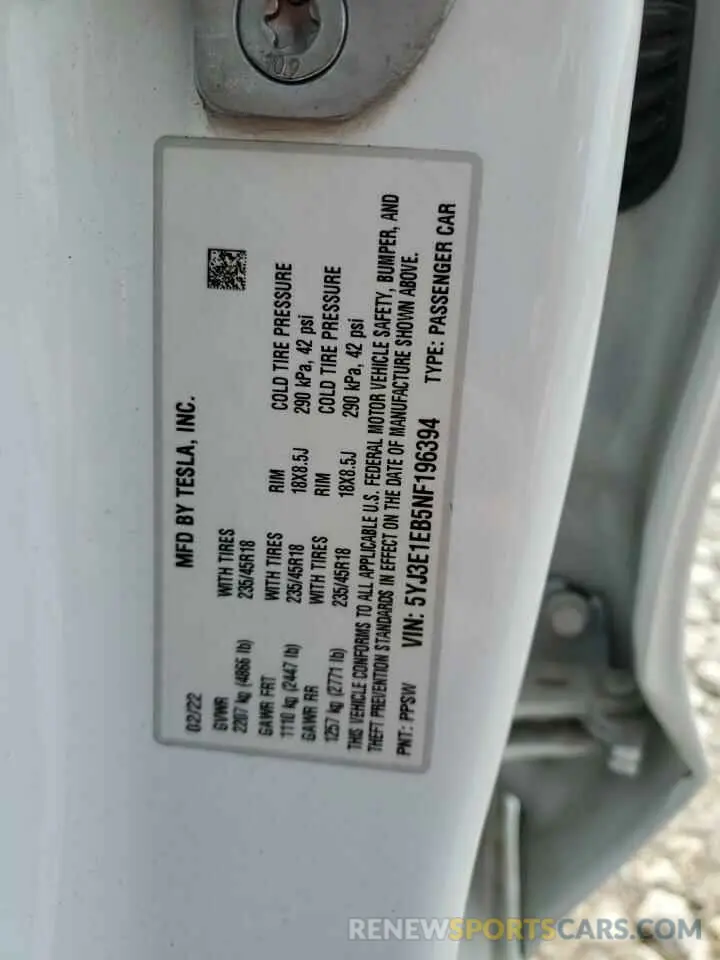 MFD BY TESLA, INC.
02/22
GVWR WITH TIRES
2207 kg (4866 lb) 235/45R18
GAWR FRT WITH TIRES RIM COLD TIRE PRESSURE
1110 kg (2447 lb) 235/45R18 18X8.5J 290 kPa, 42 psi
GAWR RR WITH TIRES RIM COLD TIRE PRESSURE
1257 kg (2771 lb) 235/45R18 18X8.5J 290 kPa, 42 psi
THIS VEHICLE CONFORMS TO ALL APPLICABLE U.S. FEDERAL MOTOR VEHICLE SAFETY, BUMPER, AND
THEFT PREVENTION STANDARDS IN EFFECT ON THE DATE OF MANUFACTURE SHOWN ABOVE.
PNT: PPSW VIN: 5YJ3E1EB5NF196394 TYPE: PASSENGER CAR
RENEWSPORTSCARS.COM